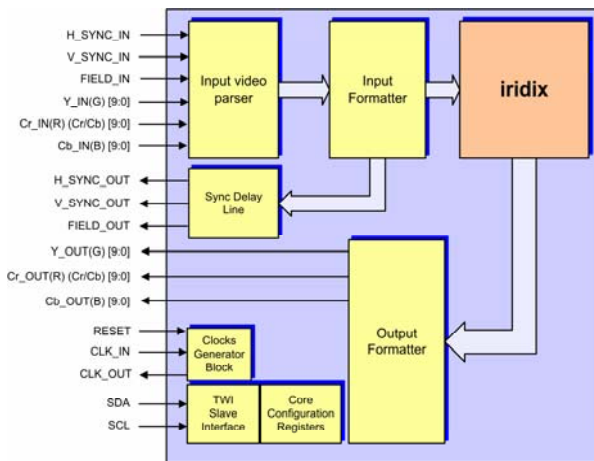 H_SYNC_IN
V_SYNC_IN
FIELD_IN
Y_IN(G) [9:0]
Cr_IN(R) (Cr/Cb) [9:0]
Cb_IN(B) [9:0]
Input video
parser
Input
Formatter
iridix
H_SYNC_OUT
V_SYNC_OUT
FIELD_OUT
Sync Delay
Line
Y_OUT(G) [9:0]
Cr_OUT(R) (Cr/Cb) [9:0]
Cb_OUT(B) [9:0]
Output
Formatter
RESET
CLK_IN
CLK_OUT
Clocks
Generator
Block
SDA
SCL
TWI
Slave
Interface
Core
Configuration
Registers